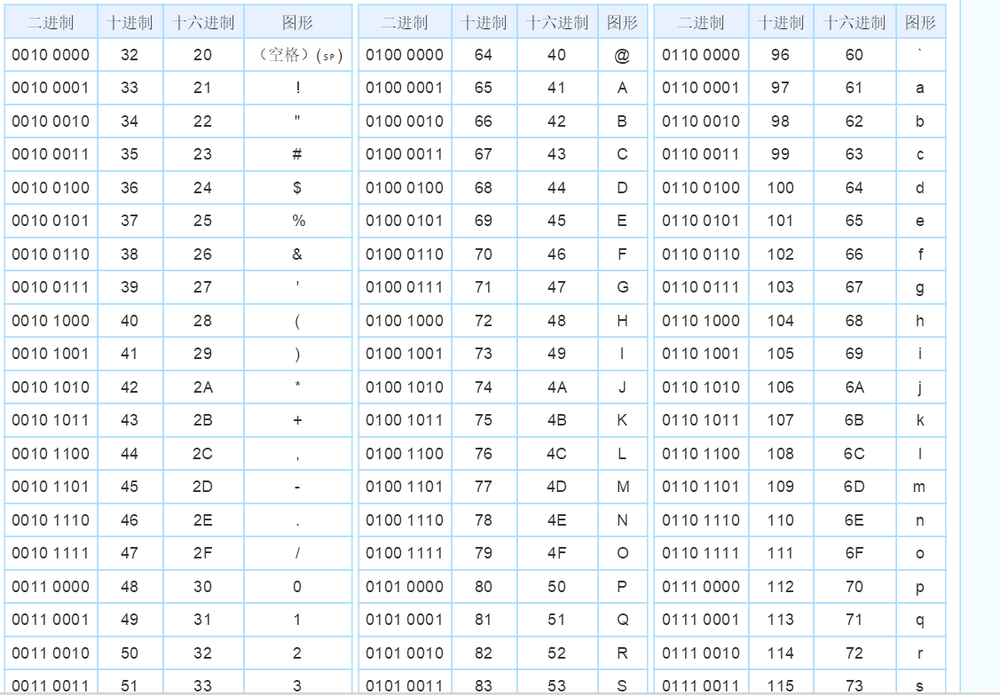 二进制 十进制 十六进制 图形 二进制 十进制 十六进制 图形 二进制 十进制 十六进制 图形
0010 0000 32 20 （空格）(␠) 0100 0000 64 40 @ 0110 0000 96 60 `
0010 0001 33 21 ! 0100 0001 65 41 A 0110 0001 97 61 a
0010 0010 34 22 " 0100 0010 66 42 B 0110 0010 98 62 b
0010 0011 35 23 # 0100 0011 67 43 C 0110 0011 99 63 c
0010 0100 36 24 $ 0100 0100 68 44 D 0110 0100 100 64 d
0010 0101 37 25 % 0100 0101 69 45 E 0110 0101 101 65 e
0010 0110 38 26 & 0100 0110 70 46 F 0110 0110 102 66 f
0010 0111 39 27 ' 0100 0111 71 47 G 0110 0111 103 67 g
0010 1000 40 28 ( 0100 1000 72 48 H 0110 1000 104 68 h
0010 1001 41 29 ) 0100 1001 73 49 I 0110 1001 105 69 i
0010 1010 42 2A * 0100 1010 74 4A J 0110 1010 106 6A j
0010 1011 43 2B + 0100 1011 75 4B K 0110 1011 107 6B k
0010 1100 44 2C , 0100 1100 76 4C L 0110 1100 108 6C l
0010 1101 45 2D - 0100 1101 77 4D M 0110 1101 109 6D m
0010 1110 46 2E . 0100 1110 78 4E N 0110 1110 110 6E n
0010 1111 47 2F / 0100 1111 79 4F O 0110 1111 111 6F o
0011 0000 48 30 0 0101 0000 80 50 P 0111 0000 112 70 p
0011 0001 49 31 1 0101 0001 81 51 Q 0111 0001 113 71 q
0011 0010 50 32 2 0101 0010 82 52 R 0111 0010 114 72 r
0011 0011 51 33 3 0101 0011 83 53 S 0111 0011 115 73 s